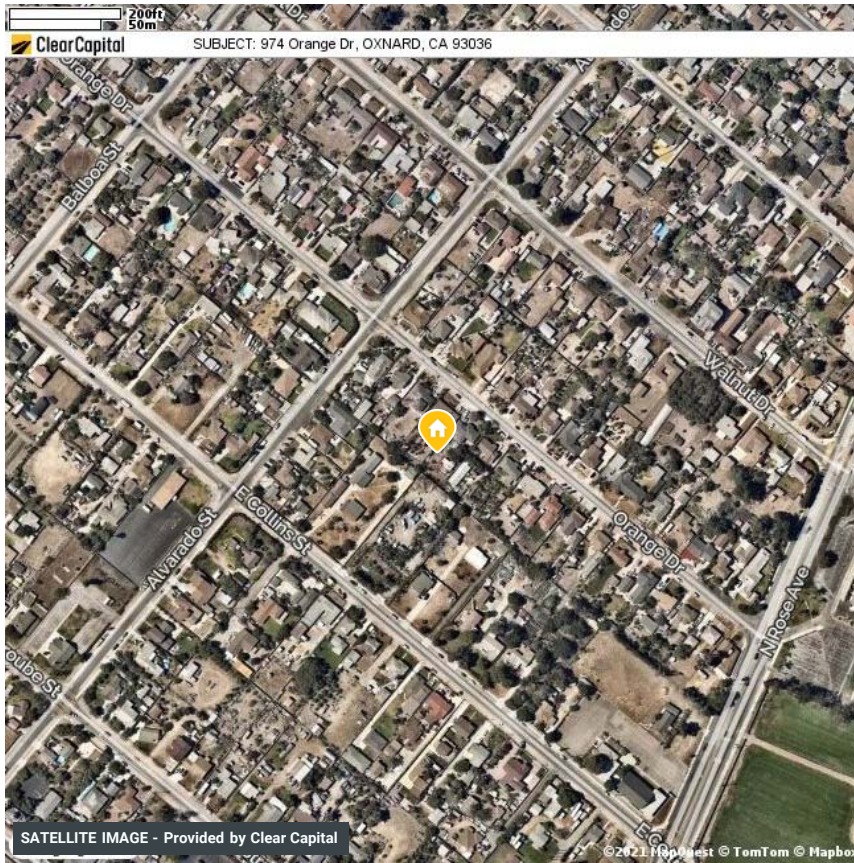 200ft
50m
ClearCapital
SUBJECT: 974 Orange Dr, OXNARD, CA 93036
Orange Dr
Balboa St
Walnut Dr
E Collins St
Alvarado St
Orange Dr
N Rose Ave
SATELLITE IMAGE - Provided by Clear Capital
©2021 MapQuest © TomTom © Mapbox